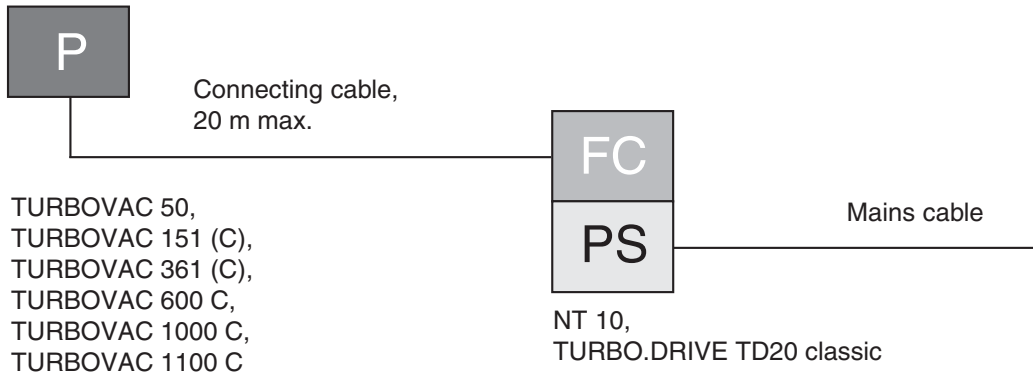 P
Connecting cable,
20 m max.
FC
PS
Mains cable
TURBOVAC 50,
TURBOVAC 151 (C),
TURBOVAC 361 (C),
TURBOVAC 600 C,
TURBOVAC 1000 C,
TURBOVAC 1100 C
NT 10,
TURBO.DRIVE TD20 classic